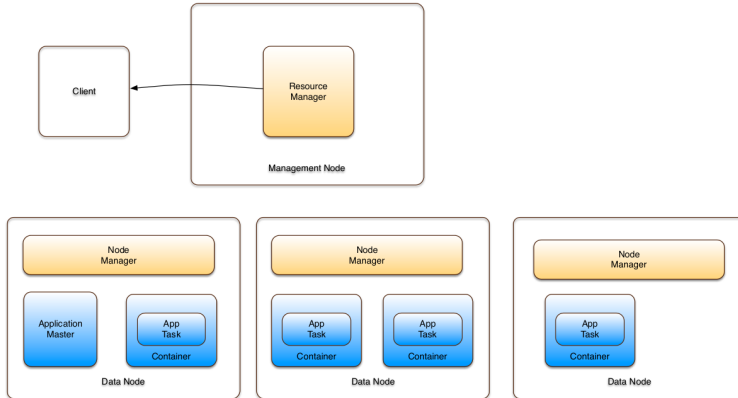 Client
Resource
Manager
Management Node
Node
Manager
Application
Master
App
Task
Container
Data Node
Node
Manager
App
Task
Container
App
Task
Container
Data Node
Node
Manager
App
Task
Container
Data Node